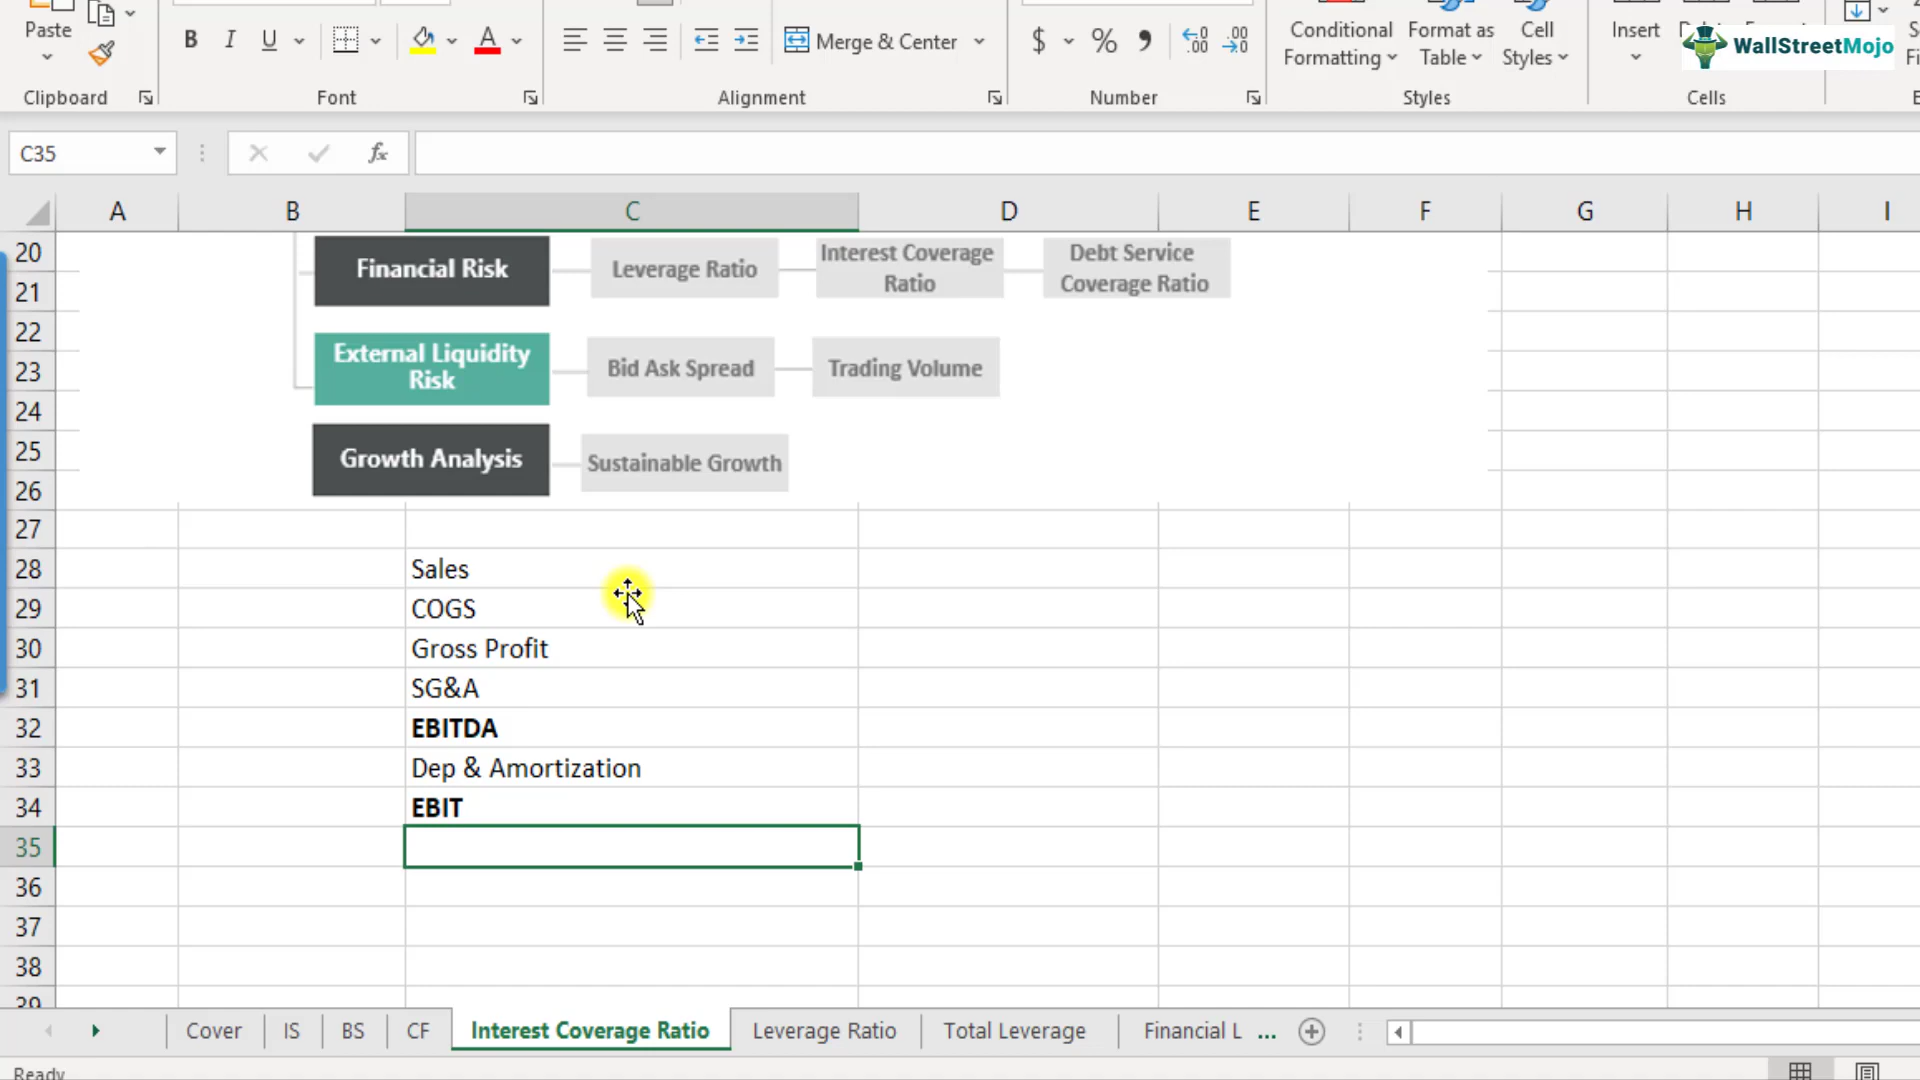 Paste
Conditional Formatting
Format as Table
Cell Styles
Insert
WallStreetMojo
B I U A
Merge & Center
$ % 9
Clipboard
Font
Alignment
Number
Styles
Cells
C35
fx
A B C D E F G H I
20
Financial Risk
Leverage Ratio
Interest Coverage
Ratio
Debt Service
Coverage Ratio
21
22
External Liquidity
Risk
Bid Ask Spread
Trading Volume
23
24
25
Growth Analysis
Sustainable Growth
26
27
28 Sales
29 COGS
30 Gross Profit
31 SG&A
32 EBITDA
33 Dep & Amortization
34 EBIT
35
36
37
38
39
Cover IS BS CF Interest Coverage Ratio Leverage Ratio Total Leverage Financial L ...
Ready